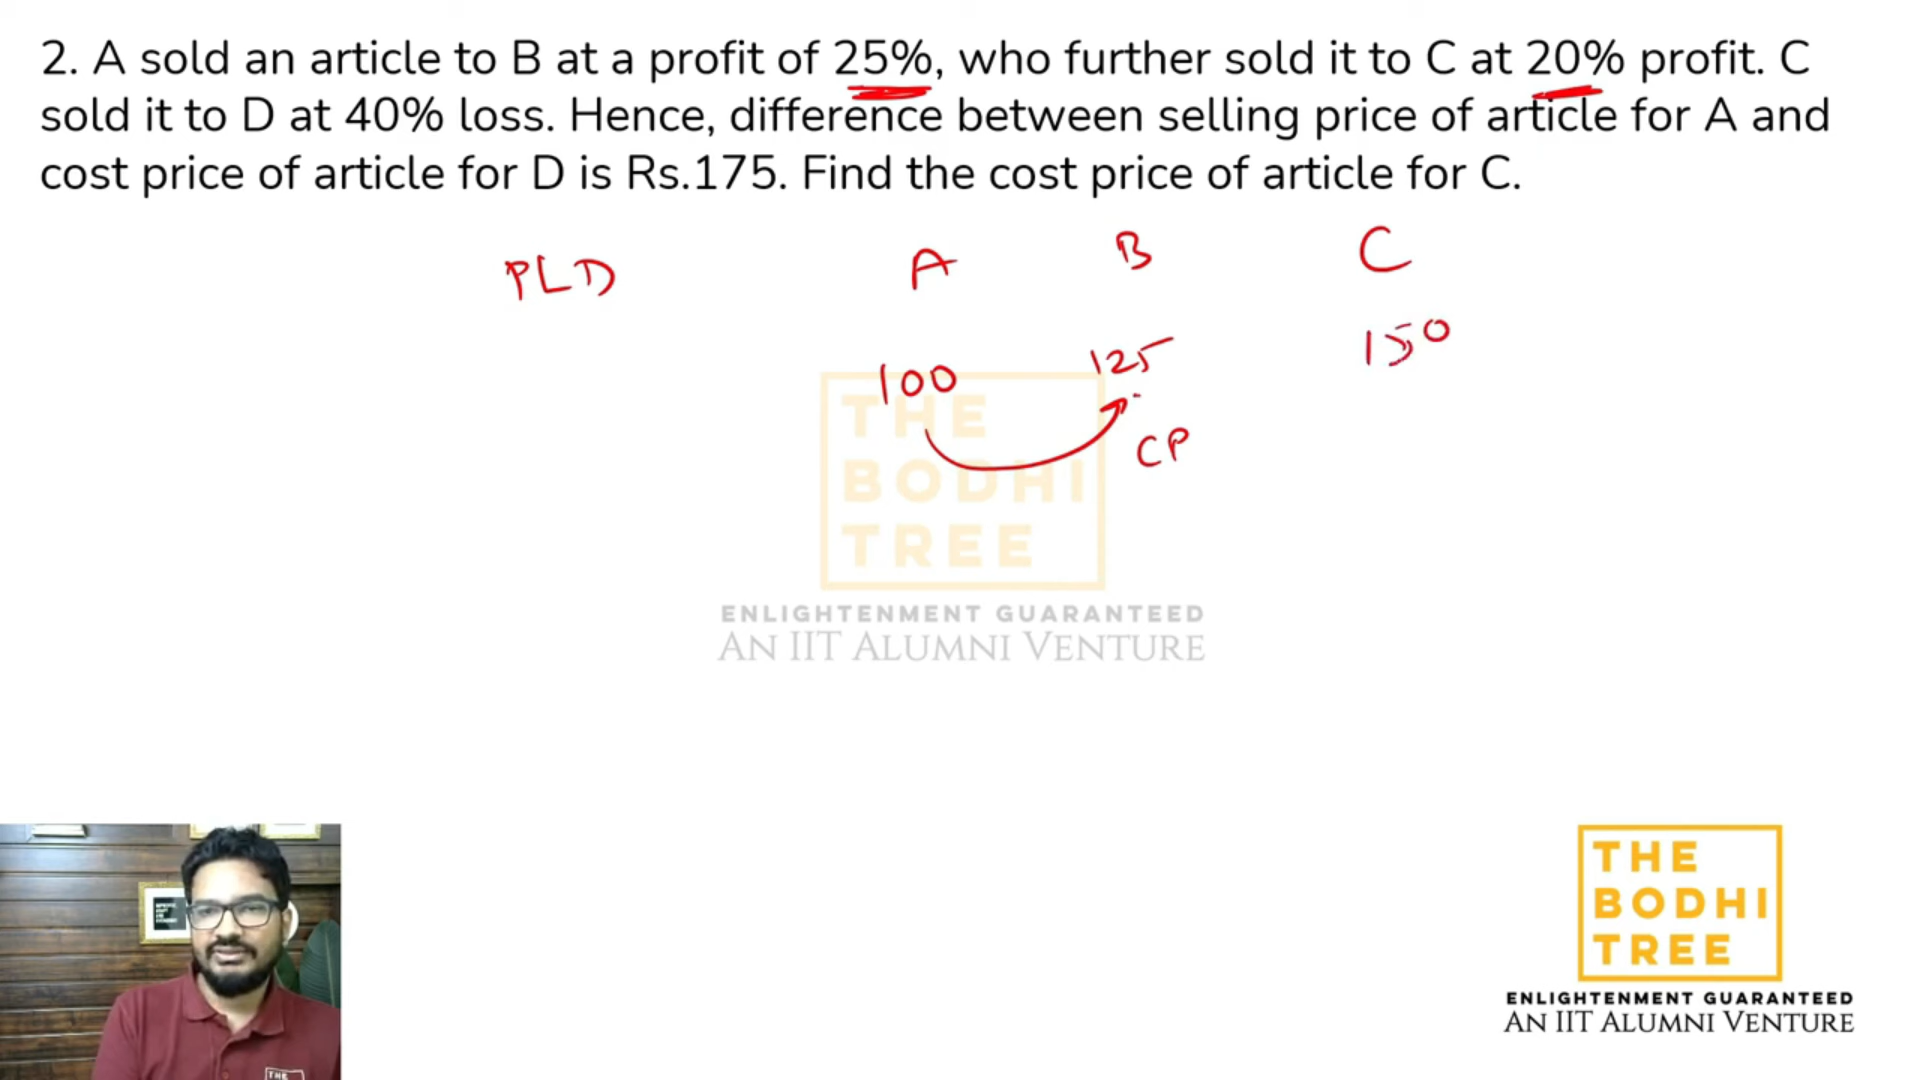 2. A sold an article to B at a profit of 25%, who further sold it to C at 20% profit. C
sold it to D at 40% loss. Hence, difference between selling price of article for A and
cost price of article for D is Rs.175. Find the cost price of article for C.
PLD A B C
100 125 150
CP
THE
BODHI
TREE
ENLIGHTENMENT GUARANTEED
AN IIT ALUMNI VENTURE
THE
BODHI
TREE
ENLIGHTENMENT GUARANTEED
AN IIT ALUMNI VENTURE
THE